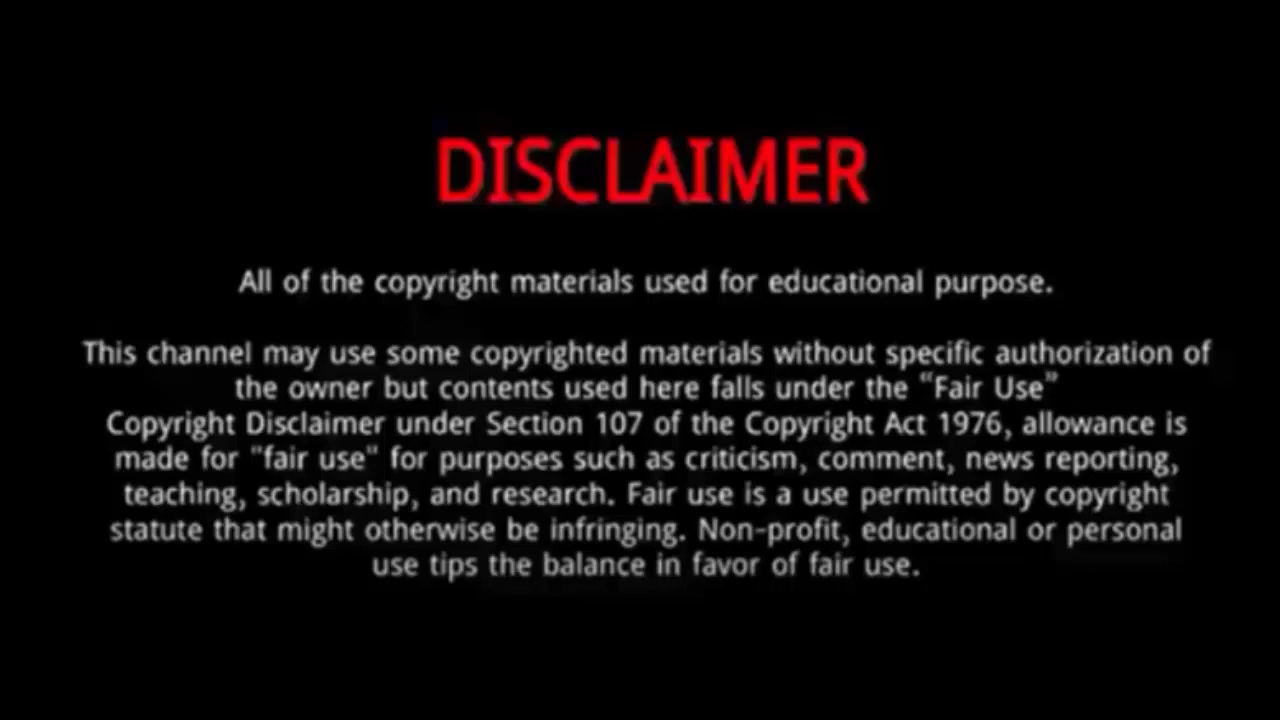 DISCLAIMER
All of the copyright materials used for educational purpose.
This channel may use some copyrighted materials without specific authorization of
the owner but contents used here falls under the “Fair Use”
Copyright Disclaimer under Section 107 of the Copyright Act 1976, allowance is
made for "fair use" for purposes such as criticism, comment, news reporting,
teaching, scholarship, and research. Fair use is a use permitted by copyright
statute that might otherwise be infringing. Non-profit, educational or personal
use tips the balance in favor of fair use.